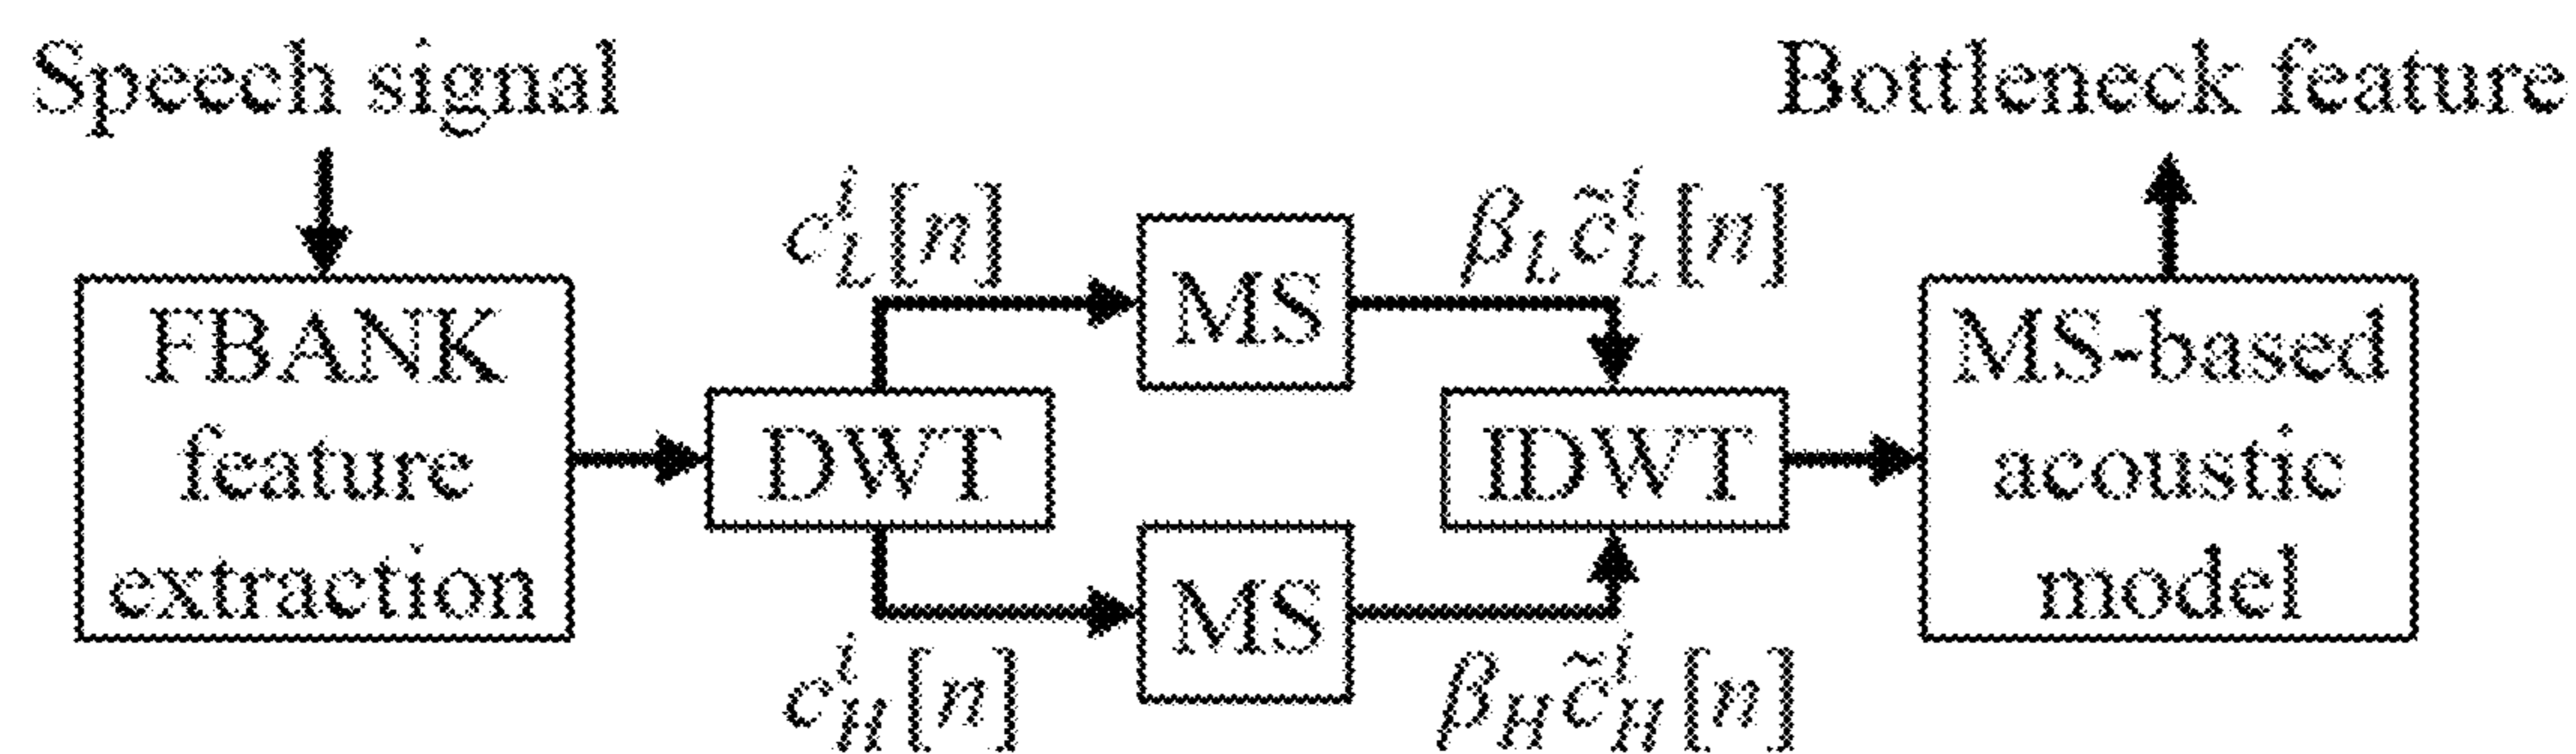 Speech signal
Bottleneck feature
c_L^i[n]
β_L c̃_L^i[n]
FBANK
feature
extraction
DWT
MS
MS
IDWT
MS-based
acoustic
model
c_H^i[n]
β_H c̃_H^i[n]